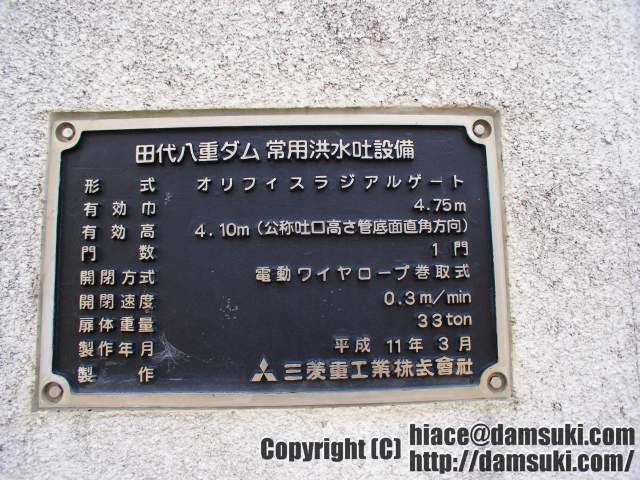 田代八重ダム 常用洪水吐設備
形式 オリフィスラジアルゲート
有効巾 4.75m
有効高 4.10m (公称吐口高さ管底面直角方向)
門数 1門
開閉方式 電動ワイヤロープ巻取式
開閉速度 0.3m/min
扉体重量 33ton
製作年月 平成 11年 3月
製作 三菱重工業株式會社
Copyright (C) hiace@damsuki.com
http://damsuki.com/